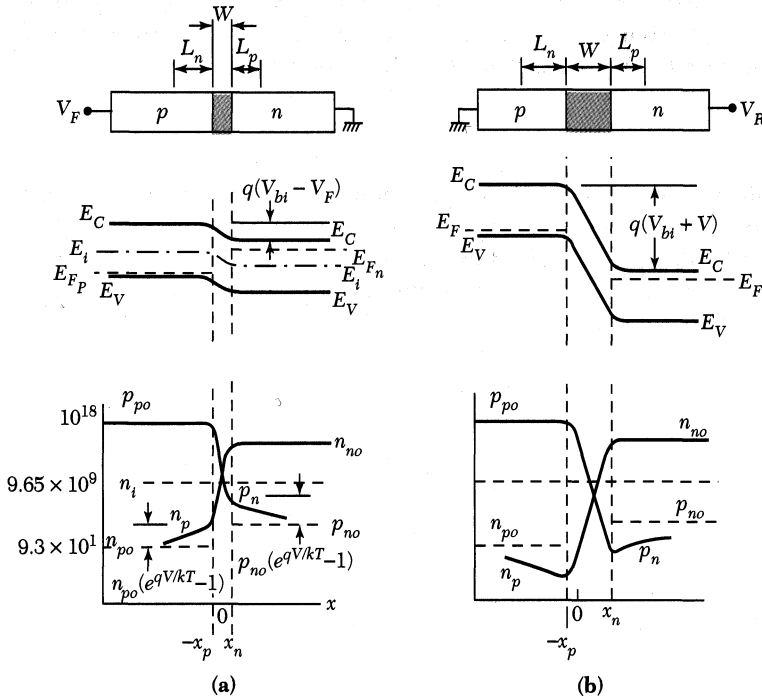 W
L_n
L_p
V_F
p
n
q(V_bi − V_F)
E_C
E_C
E_i
E_Fn
E_FP
E_i
E_V
E_V
p_po
10^18
n_no
9.65 × 10^9
n_i
p_n
n_p
p_no
9.3 × 10^1
n_po
n_po(e^qV/kT −1)
p_no(e^qV/kT −1)
x
0
−x_p
x_n
(a)
L_n
W
L_p
p
n
V_R
E_C
q(V_bi + V)
E_F
E_V
E_C
E_F
E_V
p_po
n_no
n_po
p_no
n_p
p_n
0
x_n
−x_p
(b)